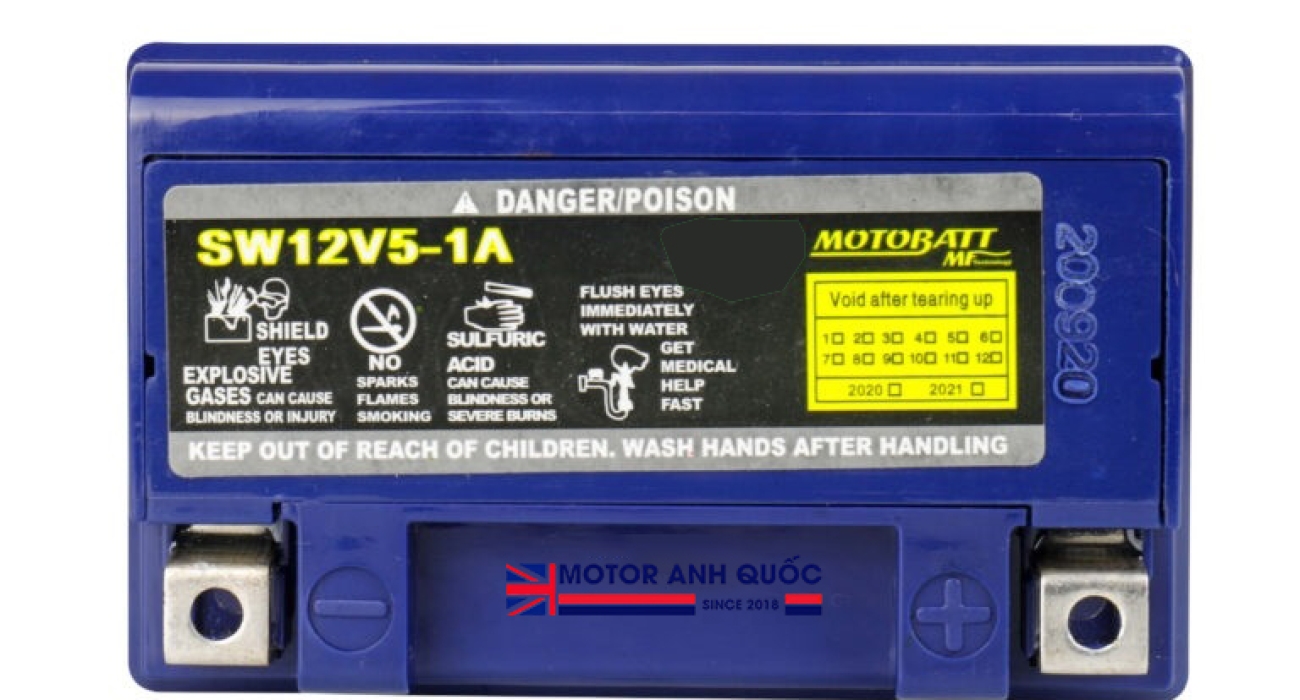 DANGER/POISON
SW12V5-1A
MOTOBATT
MF Technology
SHIELD
EYES
EXPLOSIVE
GASES CAN CAUSE
BLINDNESS OR INJURY
NO
SPARKS
FLAMES
SMOKING
SULFURIC
ACID
CAN CAUSE
BLINDNESS OR
SEVERE BURNS
FLUSH EYES
IMMEDIATELY
WITH WATER
GET
MEDICAL
HELP
FAST
Void after tearing up
1 2 3 4 5 6
7 8 9 10 11 12
2020 2021
200920
KEEP OUT OF REACH OF CHILDREN. WASH HANDS AFTER HANDLING
MOTOR ANH QUỐC
SINCE 2018